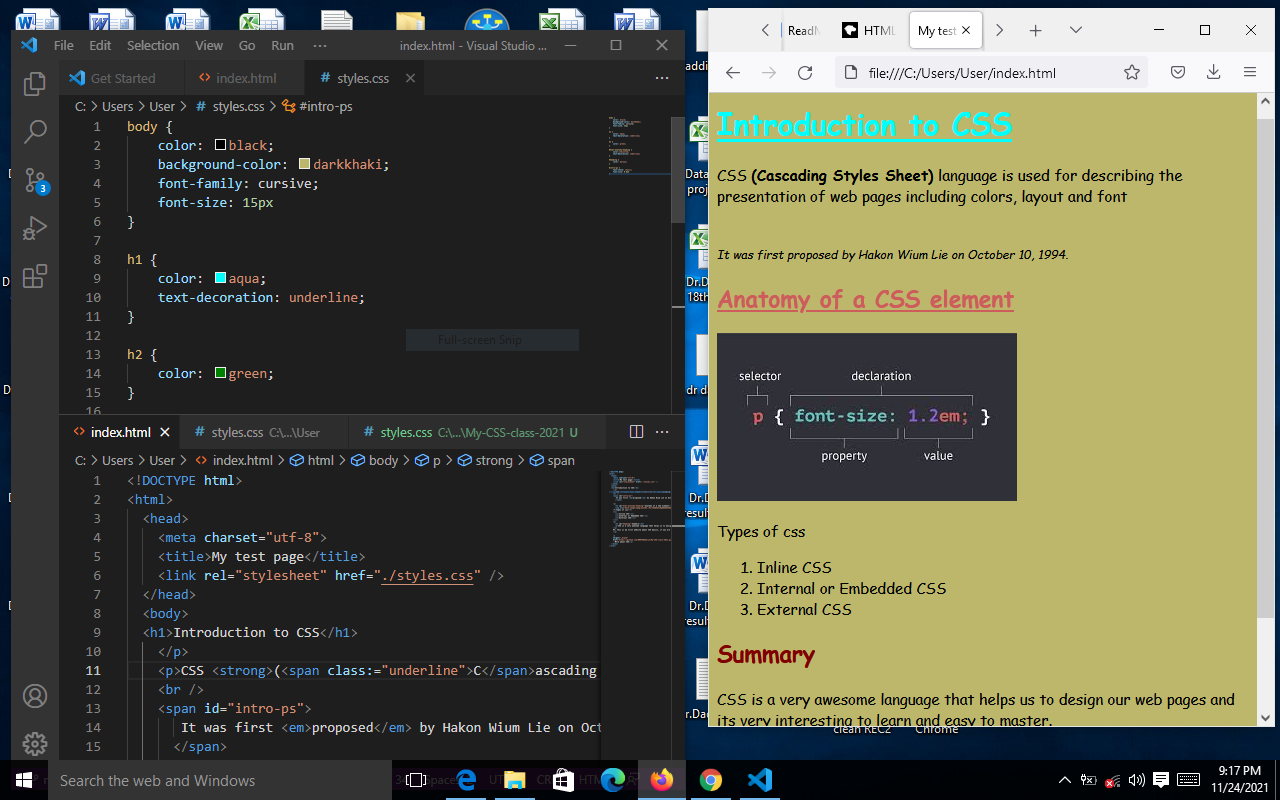 File Edit Selection View Go Run ··· index.html - Visual Studio ...
Get Started index.html # styles.css
C: > Users > User > # styles.css > #intro-ps
1 body {
2 color: black;
3 background-color: darkkhaki;
4 font-family: cursive;
5 font-size: 15px
6 }
7
8 h1 {
9 color: aqua;
10 text-decoration: underline;
11 }
12
Full-screen Snip
13 h2 {
14 color: green;
15 }
16
3
<> index.html # styles.css C:\...\User # styles.css C:\...\My-CSS-class-2021 U
C: > Users > User > <> index.html > html > body > p > strong > span
1 <!DOCTYPE html>
2 <html>
3 <head>
4 <meta charset="utf-8">
5 <title>My test page</title>
6 <link rel="stylesheet" href="./styles.css" />
7 </head>
8 <body>
9 <h1>Introduction to CSS</h1>
10 </p>
11 <p>CSS <strong>(<span class:="underline">C</span>ascading
12 <br />
13 <span id="intro-ps">
14 It was first <em>proposed</em> by Hakon Wium Lie on Oct
15 </span>
Read HTML My test
file:///C:/Users/User/index.html
Introduction to CSS
CSS (Cascading Styles Sheet) language is used for describing the
presentation of web pages including colors, layout and font
It was first proposed by Hakon Wium Lie on October 10, 1994.
Anatomy of a CSS element
selector declaration
p { font-size: 1.2em; }
property value
Types of css
1. Inline CSS
2. Internal or Embedded CSS
3. External CSS
Summary
CSS is a very awesome language that helps us to design our web pages and
its very interesting to learn and easy to master.
clean REC2 Chrome
Search the web and Windows
9:17 PM
11/24/2021